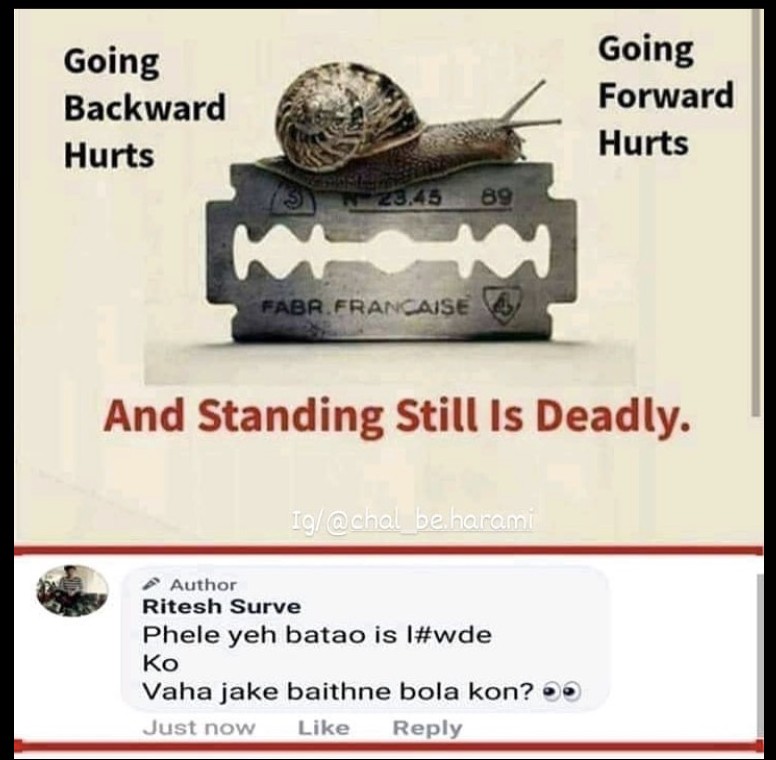 Going
Backward
Hurts
Going
Forward
Hurts
N° 23.45 89
FABR.FRANCAISE
And Standing Still Is Deadly.
Ig/@chal_be.harami
Author
Ritesh Surve
Phele yeh batao is l#wde
Ko
Vaha jake baithne bola kon? 👀
Just now Like Reply